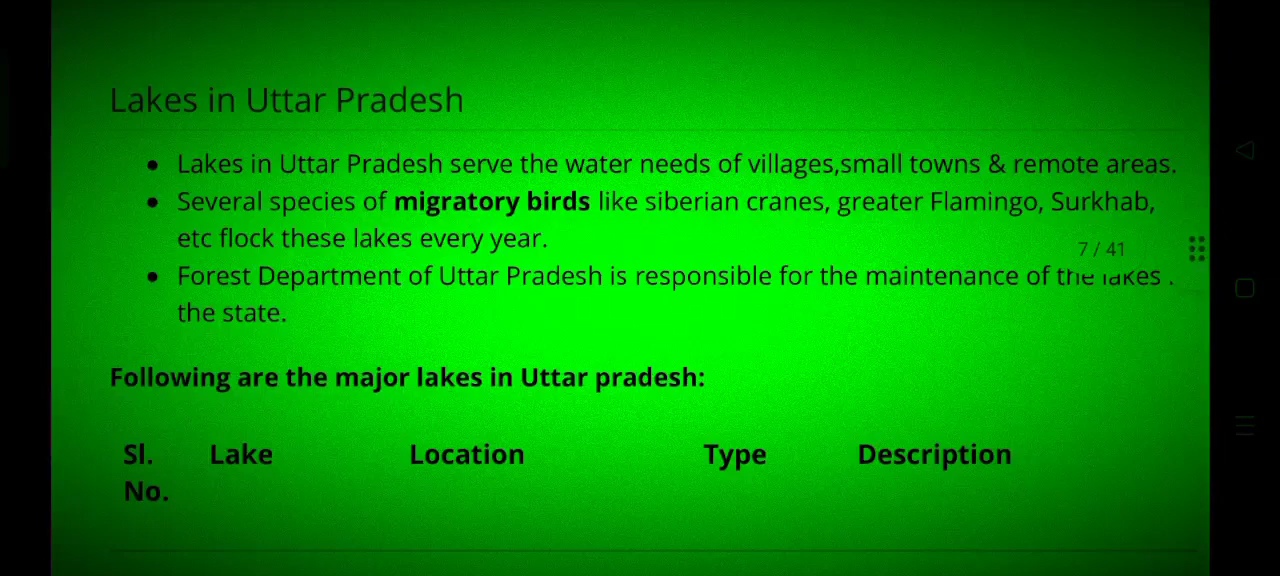 Lakes in Uttar Pradesh
• Lakes in Uttar Pradesh serve the water needs of villages,small towns & remote areas.
• Several species of migratory birds like siberian cranes, greater Flamingo, Surkhab,
etc flock these lakes every year.
7 / 41
• Forest Department of Uttar Pradesh is responsible for the maintenance of the lakes
the state.
Following are the major lakes in Uttar pradesh:
Sl. Lake Location Type Description
No.